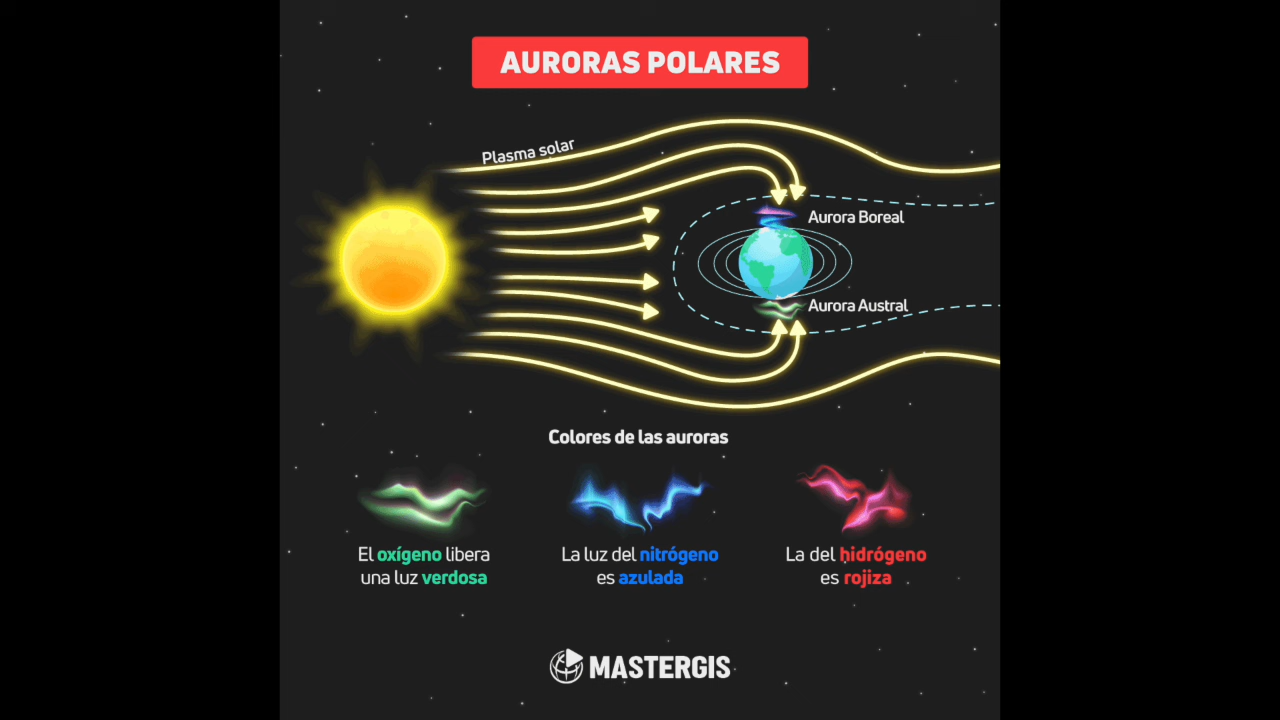 AURORAS POLARES
Plasma solar
Aurora Boreal
Aurora Austral
Colores de las auroras
El oxígeno libera
una luz verdosa
La luz del nitrógeno
es azulada
La del hidrógeno
es rojiza
MASTERGIS